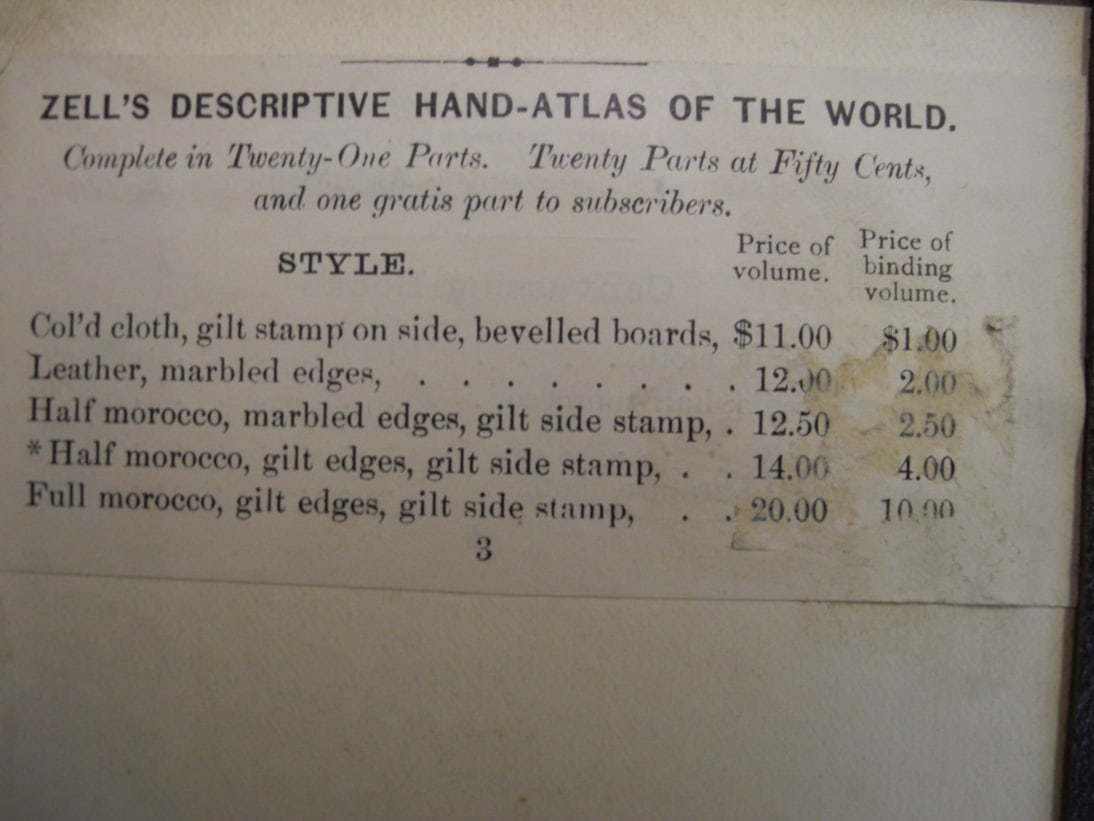 ZELL'S DESCRIPTIVE HAND-ATLAS OF THE WORLD.
Complete in Twenty-One Parts. Twenty Parts at Fifty Cents,
and one gratis part to subscribers.
STYLE. Price of volume. Price of binding volume.
Col'd cloth, gilt stamp on side, bevelled boards, $11.00 $1.00
Leather, marbled edges, . . . . . . . . 12.00 2.00
Half morocco, marbled edges, gilt side stamp, . 12.50 2.50
*Half morocco, gilt edges, gilt side stamp, . . 14.00 4.00
Full morocco, gilt edges, gilt side stamp, . . 20.00 10.00
3